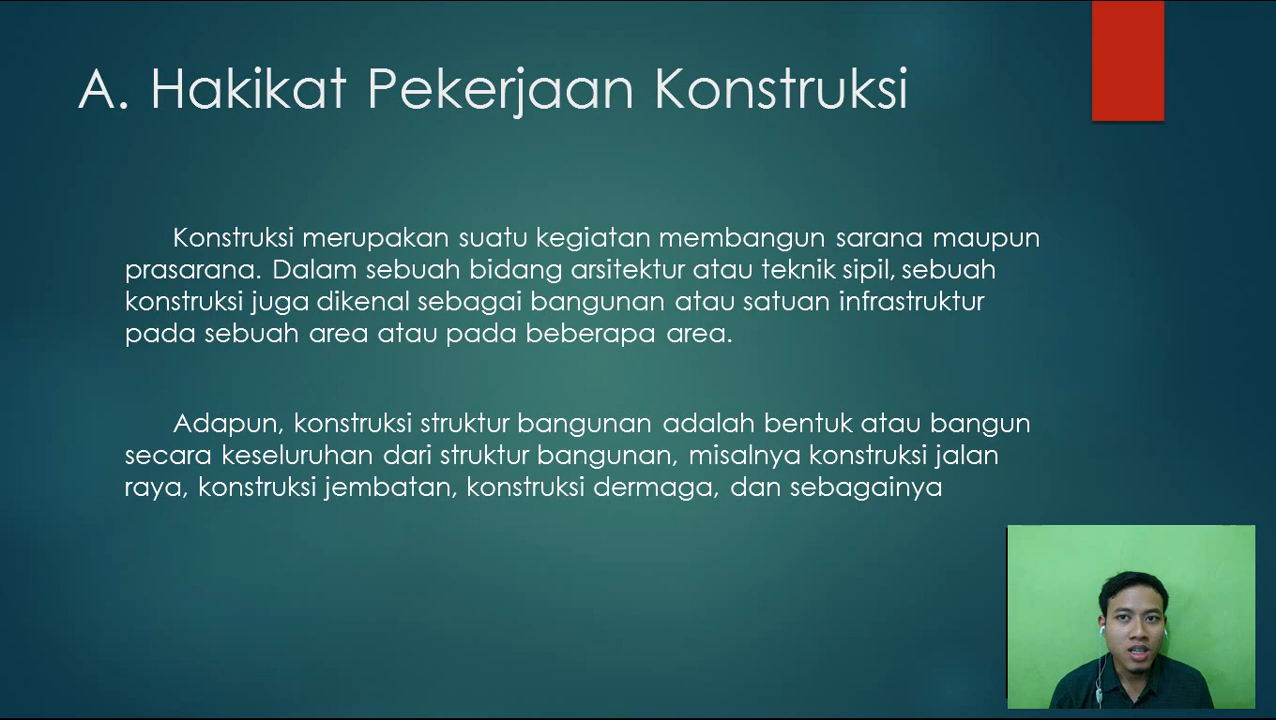 A. Hakikat Pekerjaan Konstruksi
Konstruksi merupakan suatu kegiatan membangun sarana maupun
prasarana. Dalam sebuah bidang arsitektur atau teknik sipil, sebuah
konstruksi juga dikenal sebagai bangunan atau satuan infrastruktur
pada sebuah area atau pada beberapa area.
Adapun, konstruksi struktur bangunan adalah bentuk atau bangun
secara keseluruhan dari struktur bangunan, misalnya konstruksi jalan
raya, konstruksi jembatan, konstruksi dermaga, dan sebagainya